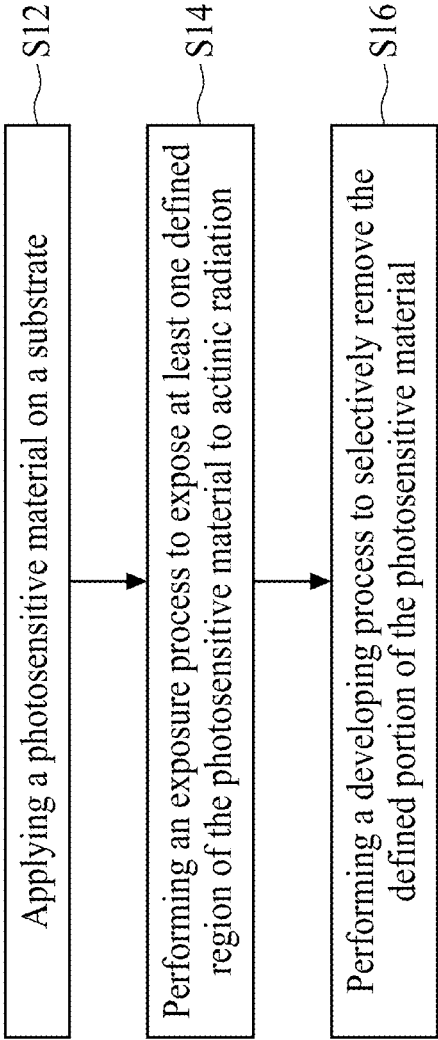 Applying a photosensitive material on a substrate
S12
Performing an exposure process to expose at least one defined
region of the photosensitive material to actinic radiation
S14
Performing a developing process to selectively remove the
defined portion of the photosensitive material
S16